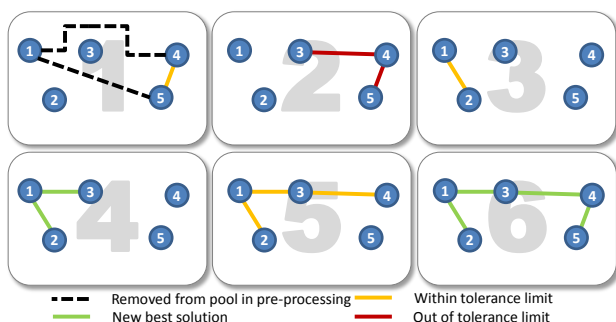 1 3 4 5 2 1
1 3 4 5 2 2
1 3 4 5 2 3
1 3 4 5 2 4
1 3 4 5 2 5
1 3 4 5 2 6
Removed from pool in pre-processing Within tolerance limit
New best solution Out of tolerance limit